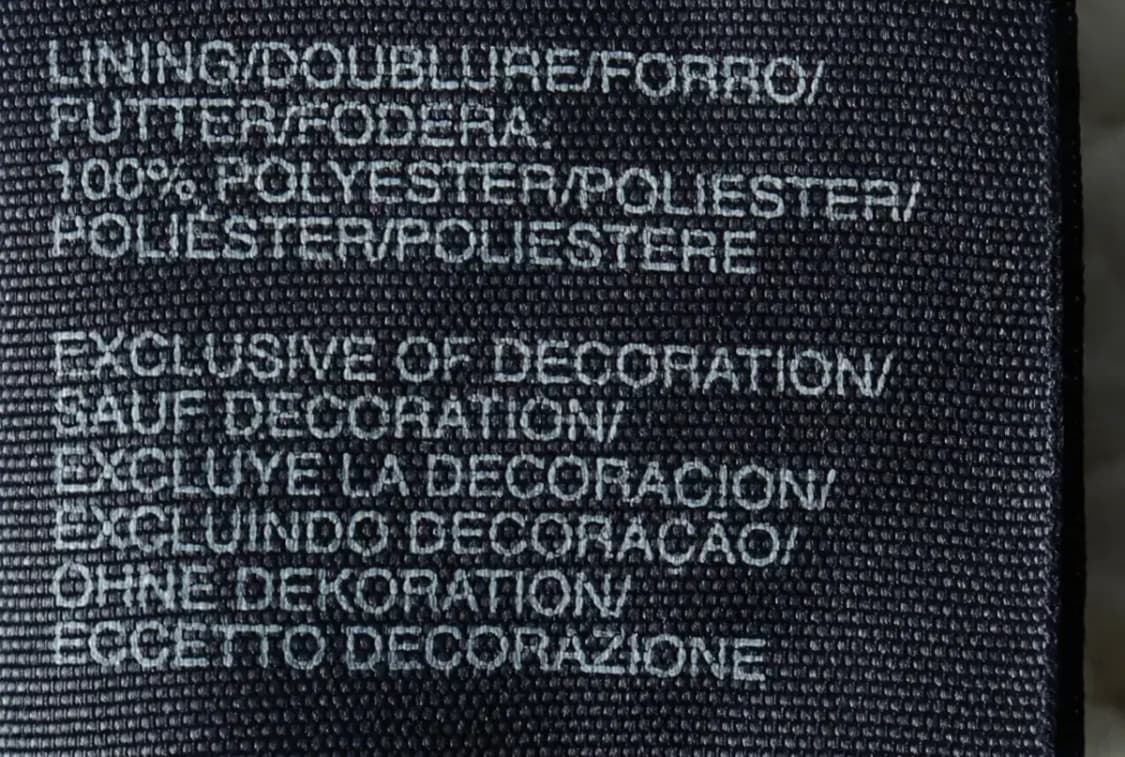 LINING/DOUBLURE/FORRO/
FUTTER/FODERA:
100% POLYESTER/POLIESTER/
POLIÉSTER/POLIESTERE
EXCLUSIVE OF DECORATION/
SAUF DECORATION/
EXCLUYE LA DECORACION/
EXCLUINDO DECORAÇÃO/
OHNE DEKORATION/
ECCETTO DECORAZIONE